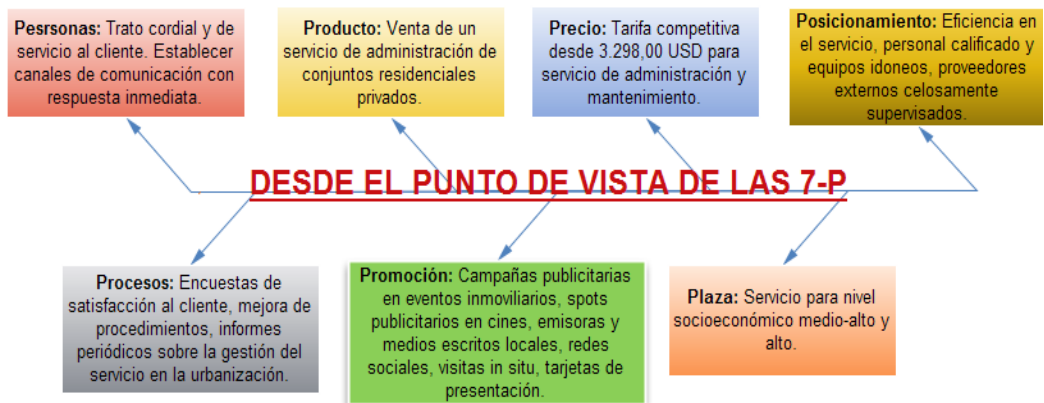 Pesrsonas: Trato cordial y de
servicio al cliente. Establecer
canales de comunicación con
respuesta inmediata.
Producto: Venta de un
servicio de administración de
conjuntos residenciales
privados.
Precio: Tarifa competitiva
desde 3.298,00 USD para
servicio de administración y
mantenimiento.
Posicionamiento: Eficiencia en
el servicio, personal calificado y
equipos idoneos, proveedores
externos celosamente
supervisados.
DESDE EL PUNTO DE VISTA DE LAS 7-P
Procesos: Encuestas de
satisfacción al cliente, mejora de
procedimientos, informes
periódicos sobre la gestión del
servicio en la urbanización.
Promoción: Campañas publicitarias
en eventos inmoviliarios, spots
publicitarios en cines, emisoras y
medios escritos locales, redes
sociales, visitas in situ, tarjetas de
presentación.
Plaza: Servicio para nivel
socioeconómico medio-alto y
alto.